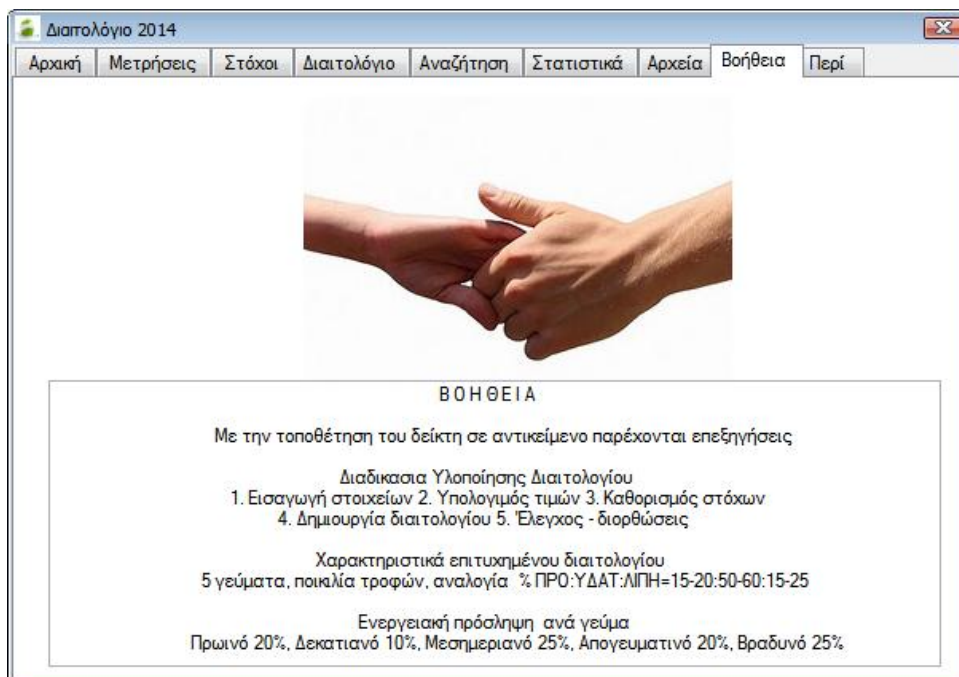 Διαιτολόγιο 2014
Αρχική Μετρήσεις Στόχοι Διαιτολόγιο Αναζήτηση Στατιστικά Αρχεία Βοήθεια Περί
Β Ο Η Θ Ε Ι Α
Με την τοποθέτηση του δείκτη σε αντικείμενο παρέχονται επεξηγήσεις
Διαδικασια Υλοποίησης Διαιτολογίου
1. Εισαγωγή στοιχείων 2. Υπολογιμός τιμών 3. Καθορισμός στόχων
4. Δημιουργία διαιτολογίου 5. Έλεγχος - διορθώσεις
Χαρακτηριστικά επιτυχημένου διαιτολογίου
5 γεύματα, ποικιλία τροφών, αναλογία % ΠΡΟ:ΥΔΑΤ:ΛΙΠΗ=15-20:50-60:15-25
Ενεργειακή πρόσληψη ανά γεύμα
Πρωινό 20%, Δεκατιανό 10%, Μεσημεριανό 25%, Απογευματινό 20%, Βραδυνό 25%